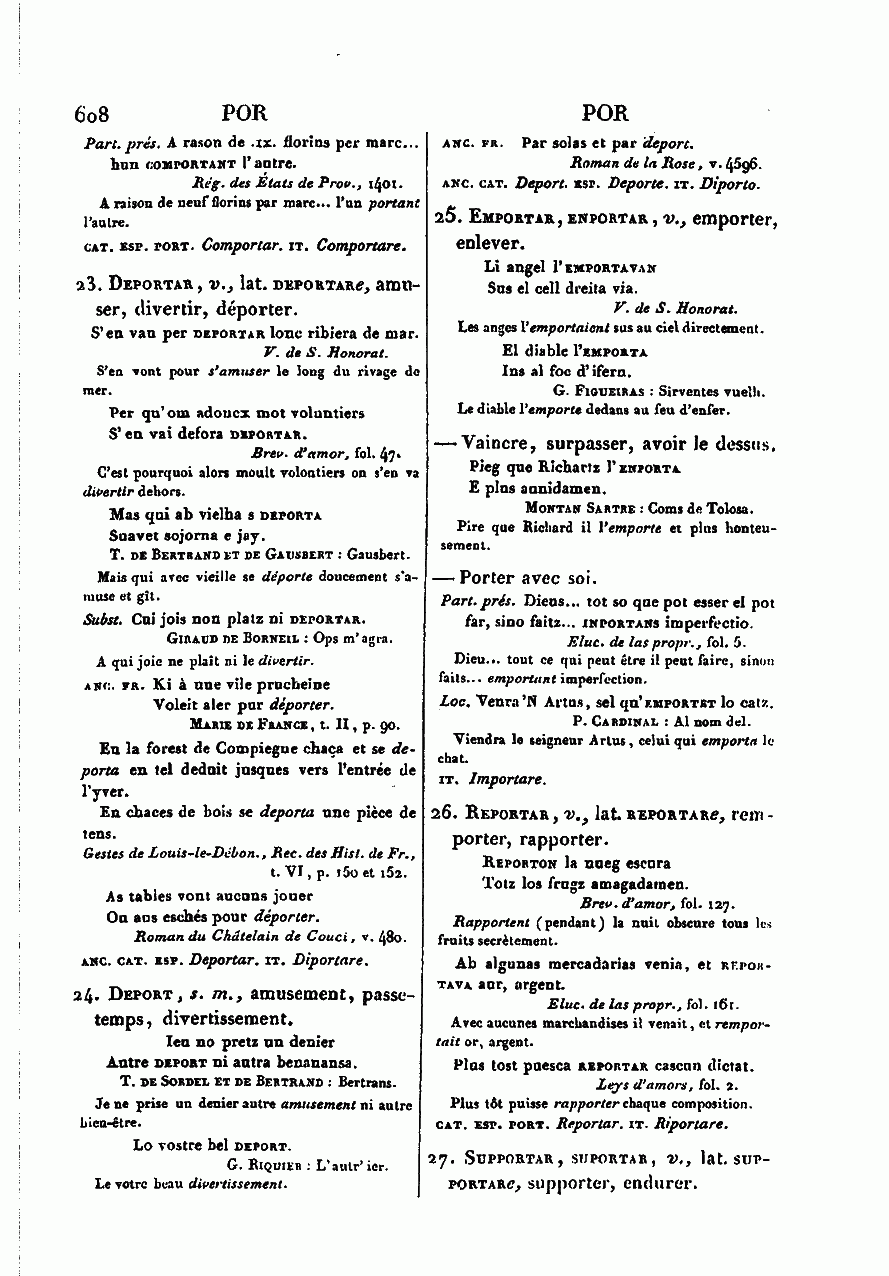 608 POR POR
Part. prés. A rason de .IX. florins per marc...
hun COMPORTANT l'autre.
Rég. des États de Prov., 1401.
A raison de neuf florins par marc... l'un portant
l'autre.
CAT. ESP. PORT. Comportar. IT. Comportare.
23. DEPORTAR, v., lat. DEPORTARe, amu-
ser, divertir, déporter.
S'en van per DEPORTAR lonc ribiera de mar.
V. de S. Honorat.
S'en vont pour s'amuser le long du rivage de
mer.
Per qu'om adoncx mot voluntiers
S'en vai defora DEPORTAR.
Brev. d'amor, fol. 47.
C'est pourquoi alors moult volontiers on s'en va
divertir dehors.
Mas qui ab vielha s DEPORTA
Suavet sojorna e jay.
T. DE BERTRAND ET DE GAUSBERT : Gausbert.
Mais qui avec vieille se déporte doucement s'a-
muse et gît.
Subst. Cui jois non platz ni DEPORTAR.
GIRAUD DE BORNEIL : Ops m'agra.
A qui joie ne plaît ni le divertir.
ANC. FR. Ki à une vile prucheine
Voleit aler pur déporter.
MARIE DE FRANCE, t. II, p. 90.
En la forest de Compiegne chaça et se de-
porta en tel deduit jusques vers l'entrée de
l'yver.
En chaces de bois se deporta une pièce de
tens.
Gestes de Louis-le-Débon., Rec. des Hist. de Fr.,
t. VI, p. 150 et 152.
As tables vont aucuns jouer
Ou aus eschés pour déporter.
Roman du Châtelain de Couci, v. 480.
ANC. CAT. ESP. Deportar. IT. Diportare.
24. DEPORT, s. m., amusement, passe-
temps, divertissement.
Ieu no pretz un denier
Autre DEPORT ni autra benanansa.
T. DE SORDEL ET DE BERTRAND : Bertrans.
Je ne prise un denier autre amusement ni autre
bien-être.
Lo vostre bel DEPORT.
G. RIQUIER : L'autr'ier.
Le votre beau divertissement.
ANC. FR. Par solas et par deport.
Roman de la Rose, v. 4596.
ANC. CAT. Deport. ESP. Deporte. IT. Diporto.
25. EMPORTAR, ENPORTAR, v., emporter,
enlever.
Li angel l'EMPORTAVAN
Sus el cell dreita via.
V. de S. Honorat.
Les anges l'emportaient sus au ciel directement.
El diable l'EMPORTA
Ins al foc d'ifern.
G. FIGUEIRAS : Sirventes vuelh.
Le diable l'emporte dedans au feu d'enfer.
— Vaincre, surpasser, avoir le dessus.
Pieg que Richartz l'ENPORTA
E plus aunidamen.
MONTAN SARTRE : Coms de Tolosa.
Pire que Richard il l'emporte et plus honteu-
sement.
— Porter avec soi.
Part. prés. Dieus... tot so que pot esser el pot
far, sino faitz... INPORTANS imperfectio.
Eluc. de las propr., fol. 5.
Dieu... tout ce qui peut être il peut faire, sinon
faits... emportant imperfection.
Loc. Venra 'N Artus, sel qu'EMPORTET lo catz.
P. CARDINAL : Al nom del.
Viendra le seigneur Artus, celui qui emporta le
chat.
IT. Importare.
26. REPORTAR, v., lat. REPORTARe, rem-
porter, rapporter.
REPORTON la nueg escura
Totz los frugz amagadamen.
Brev. d'amor, fol. 127.
Rapportent (pendant) la nuit obscure tous les
fruits secrètement.
Ab algunas mercadarias venia, et REPOR-
TAVA aur, argent.
Eluc. de las propr., fol. 161.
Avec aucunes marchandises il venait, et rempor-
tait or, argent.
Plus tost puesca REPORTAR cascun dictat.
Leys d'amors, fol. 2.
Plus tôt puisse rapporter chaque composition.
CAT. ESP. PORT. Reportar. IT. Riportare.
27. SUPPORTAR, SUPORTAR, v., lat. SUP-
PORTARe, supporter, endurer.